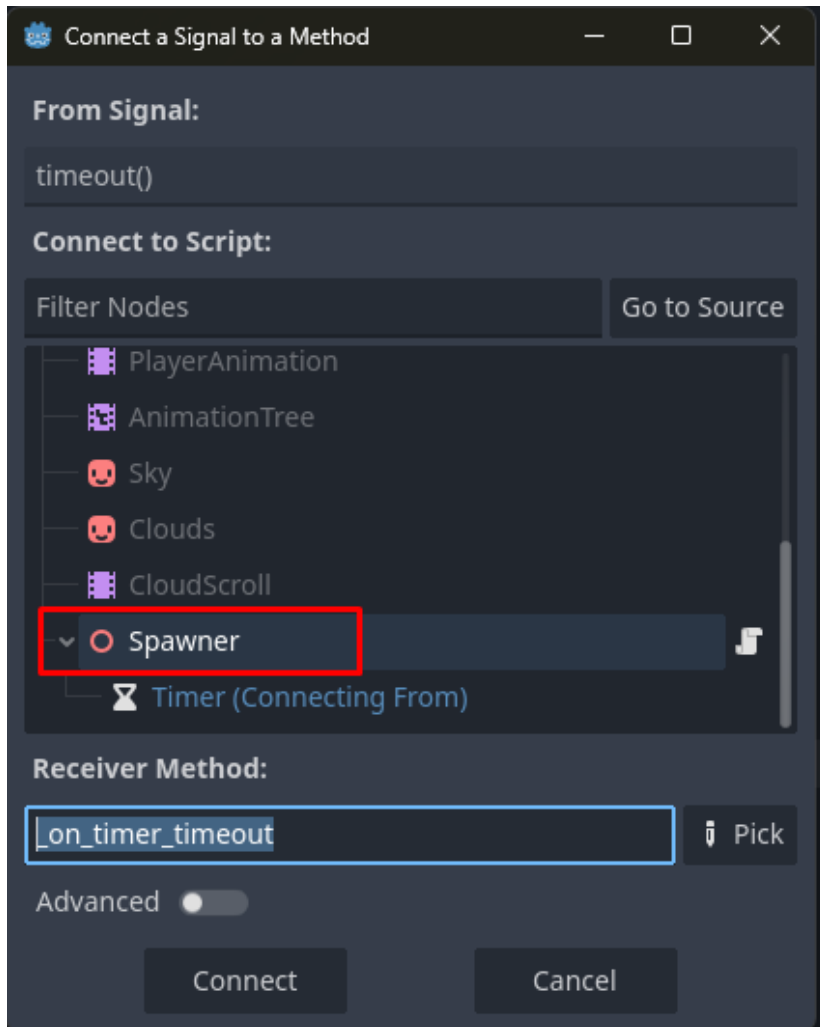 Connect a Signal to a Method
From Signal:
timeout()
Connect to Script:
Filter Nodes
Go to Source
PlayerAnimation
AnimationTree
Sky
Clouds
CloudScroll
Spawner
Timer (Connecting From)
Receiver Method:
_on_timer_timeout
Pick
Advanced
Connect
Cancel